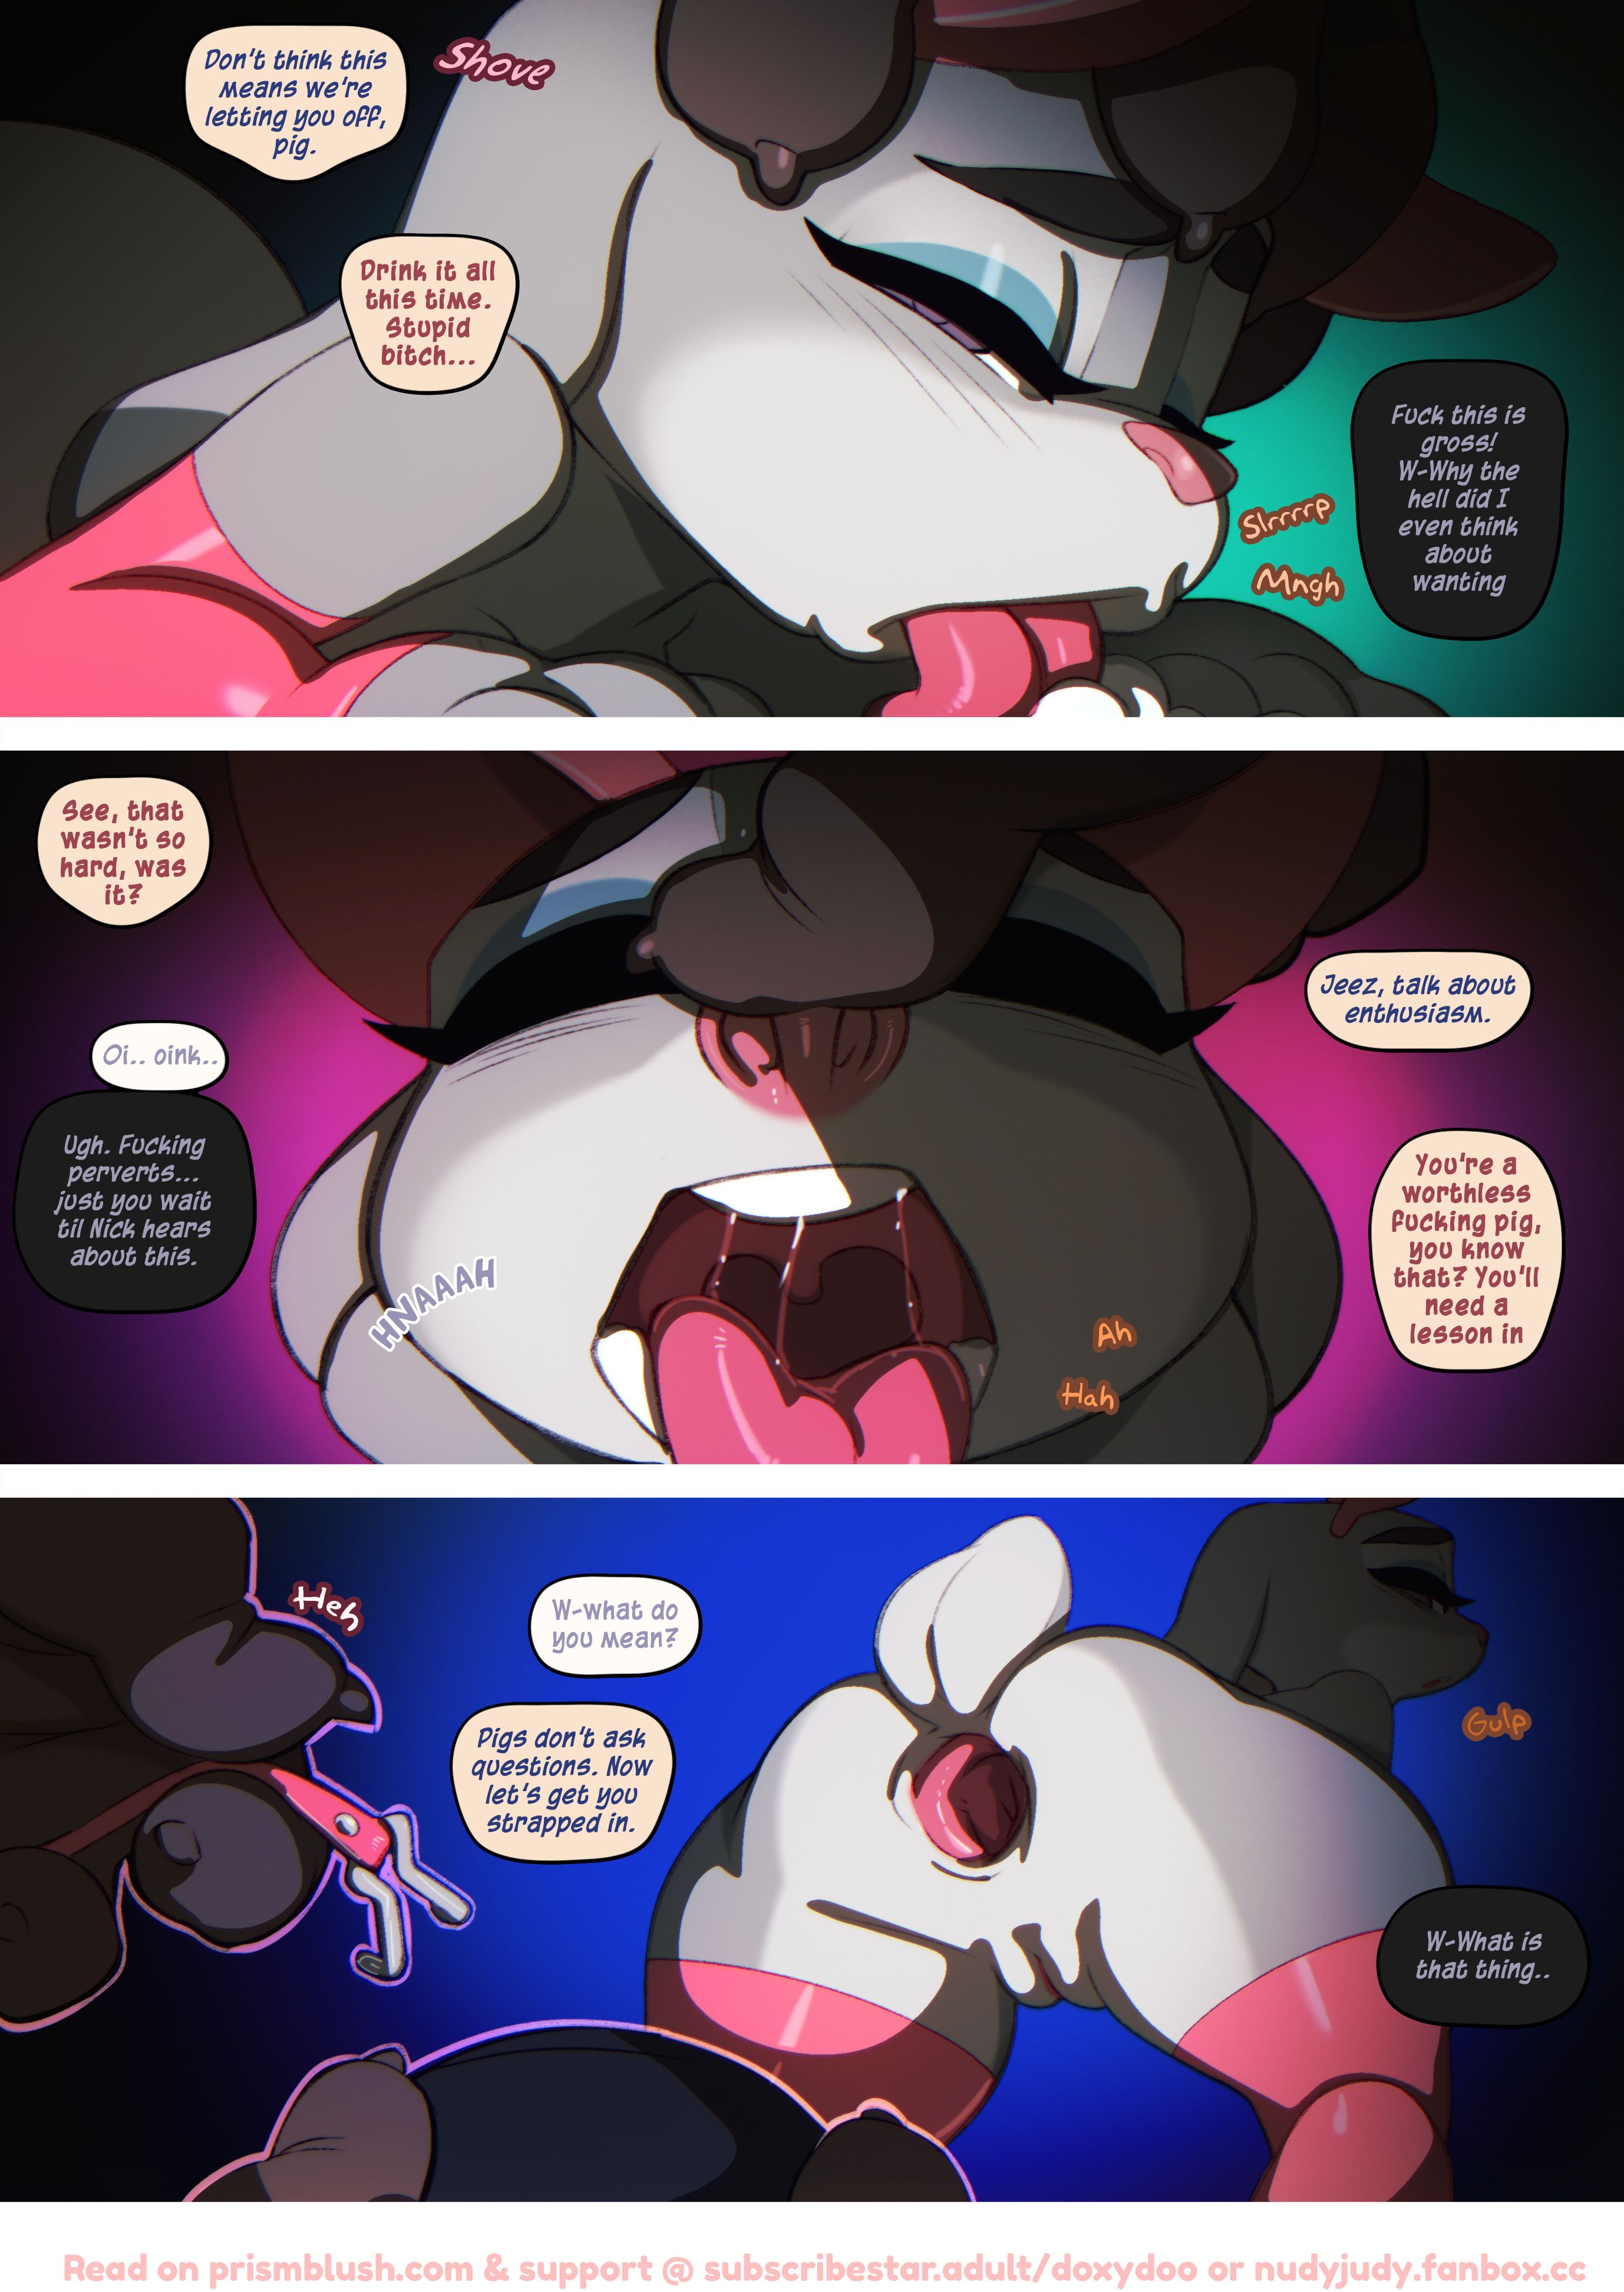 Don't think this
means we're
letting you off,
pig.
Shove
Drink it all
this time.
Stupid
bitch...
Fuck this is
gross!
W-Why the
hell did I
even think
about
wanting
Slrrrrp
Mngh
See, that
wasn't so
hard, was
it?
Jeez, talk about
enthusiasm.
Oi.. oink..
Ugh. Fucking
perverts...
just you wait
til Nick hears
about this.
You're a
worthless
fucking pig,
you know
that? You'll
need a
lesson in
HNAAAH
Ah
Hah
Heh
W-what do
you mean?
Pigs don't ask
questions. Now
let's get you
strapped in.
Gulp
W-What is
that thing..
Read on prismblush.com & support @ subscribestar.adult/doxydoo or nudyjudy.fanbox.cc